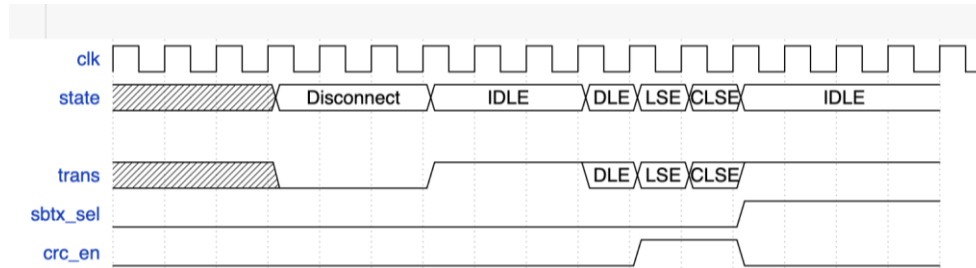 clk
state Disconnect IDLE DLE LSE CLSE IDLE
trans DLE LSE CLSE
sbtx_sel
crc_en